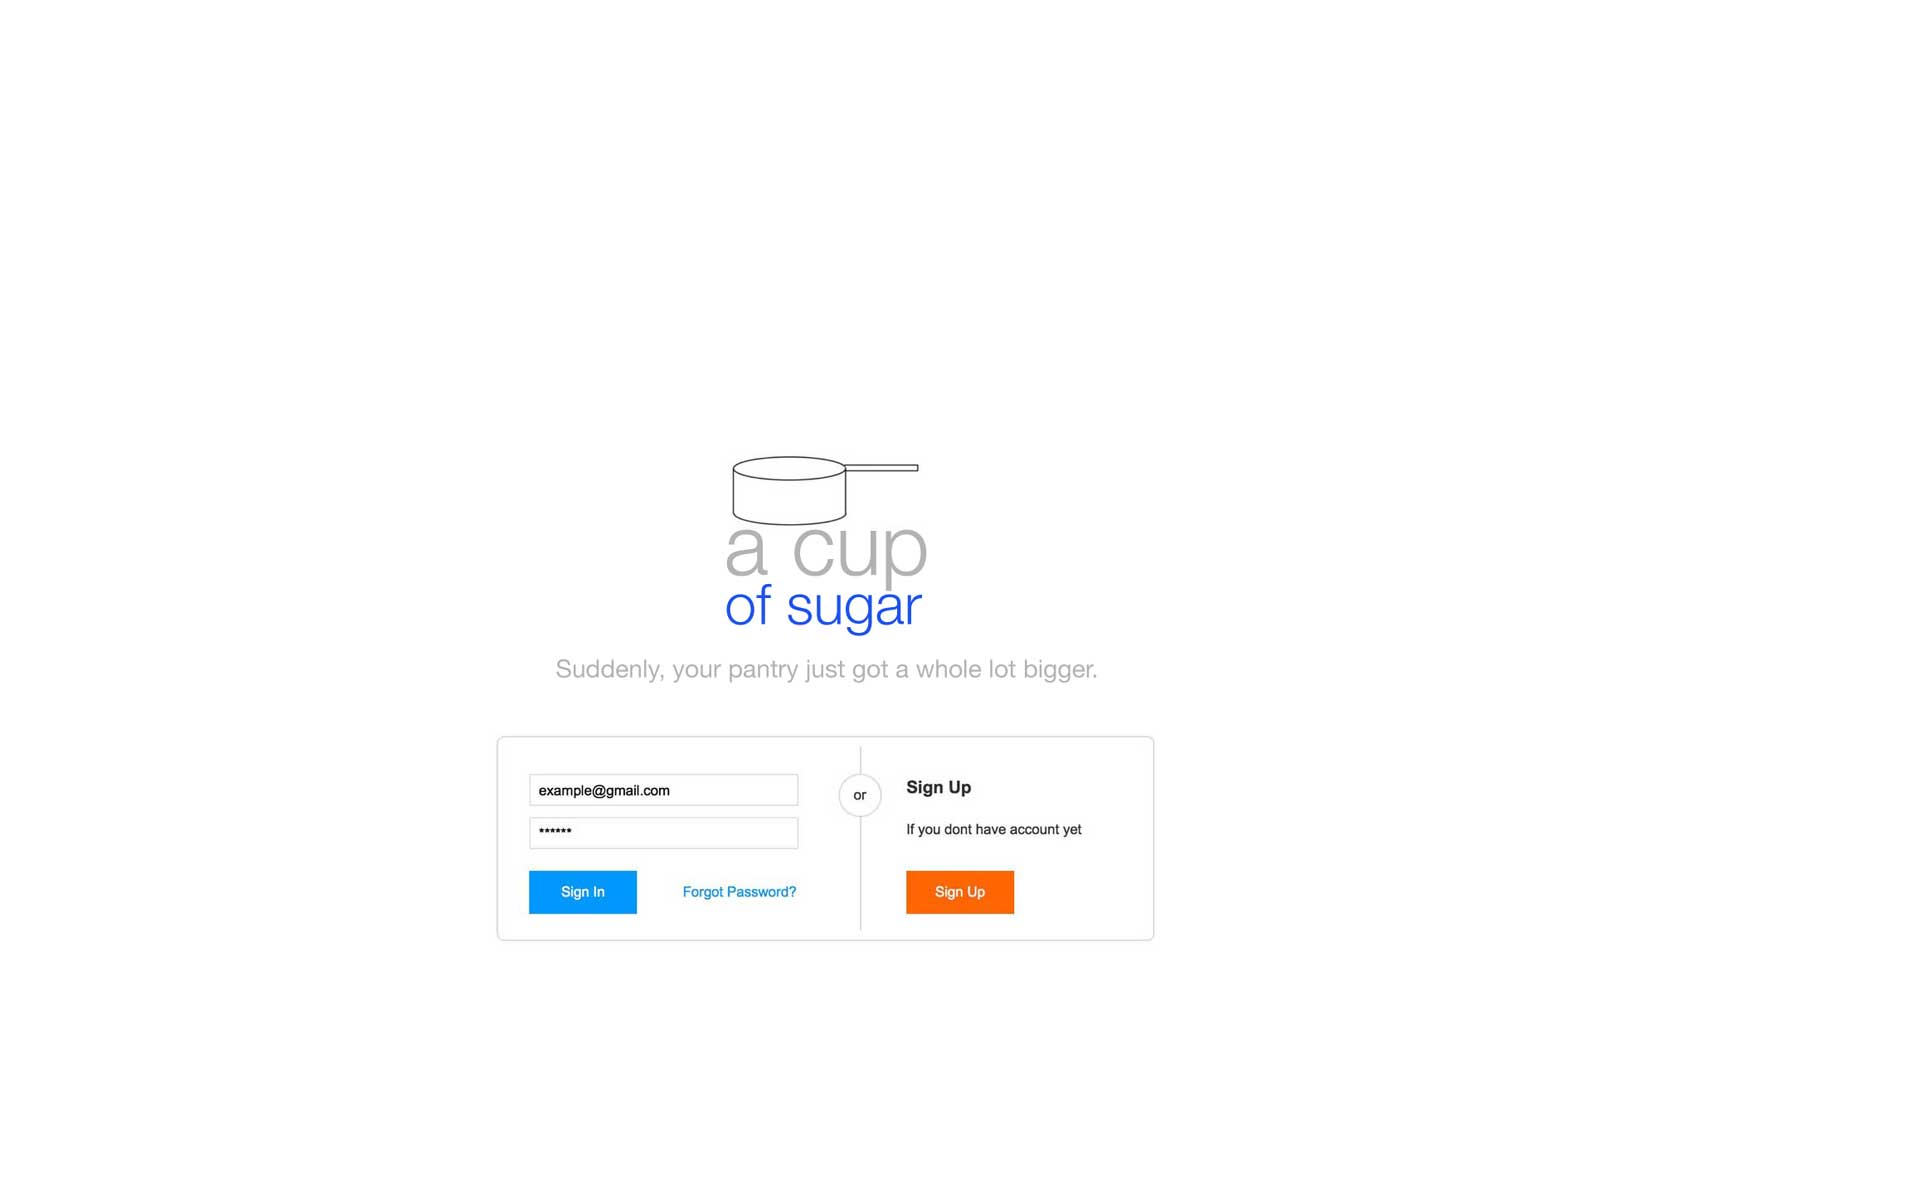 a cup
of sugar
Suddenly, your pantry just got a whole lot bigger.
example@gmail.com
******
Sign In
Forgot Password?
or
Sign Up
If you dont have account yet
Sign Up